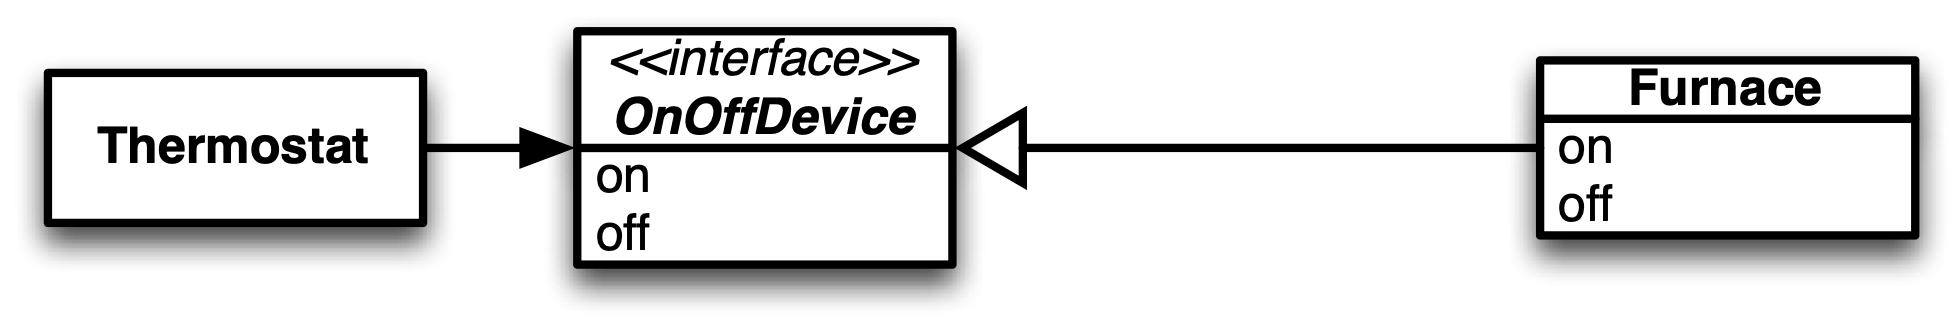 Thermostat
<<interface>>
OnOffDevice
on
off
Furnace
on
off